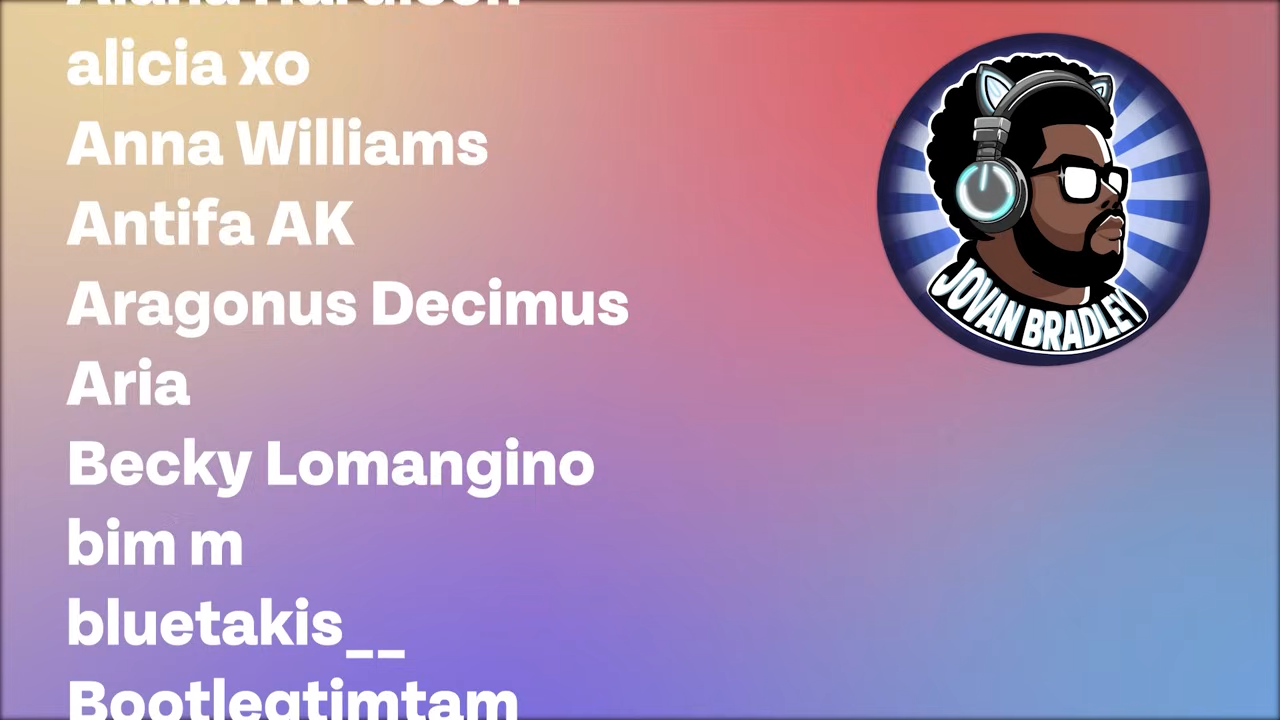 alicia xo
Anna Williams
Antifa AK
Aragonus Decimus
Aria
Becky Lomangino
bim m
bluetakis__
Bootlegtimtam
JOVAN BRADLEY